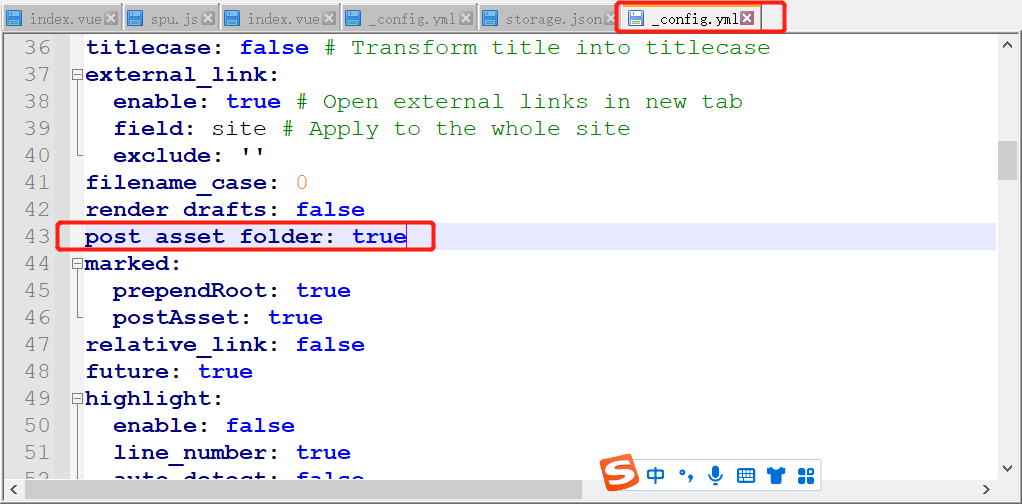 index.vue spu.js index.vue _config.yml storage.json _config.yml
36 titlecase: false # Transform title into titlecase
37 external_link:
38 enable: true # Open external links in new tab
39 field: site # Apply to the whole site
40 exclude: ''
41 filename_case: 0
42 render_drafts: false
43 post_asset_folder: true
44 marked:
45 prependRoot: true
46 postAsset: true
47 relative_link: false
48 future: true
49 highlight:
50 enable: false
51 line_number: true
52 auto_detect: false
S 中